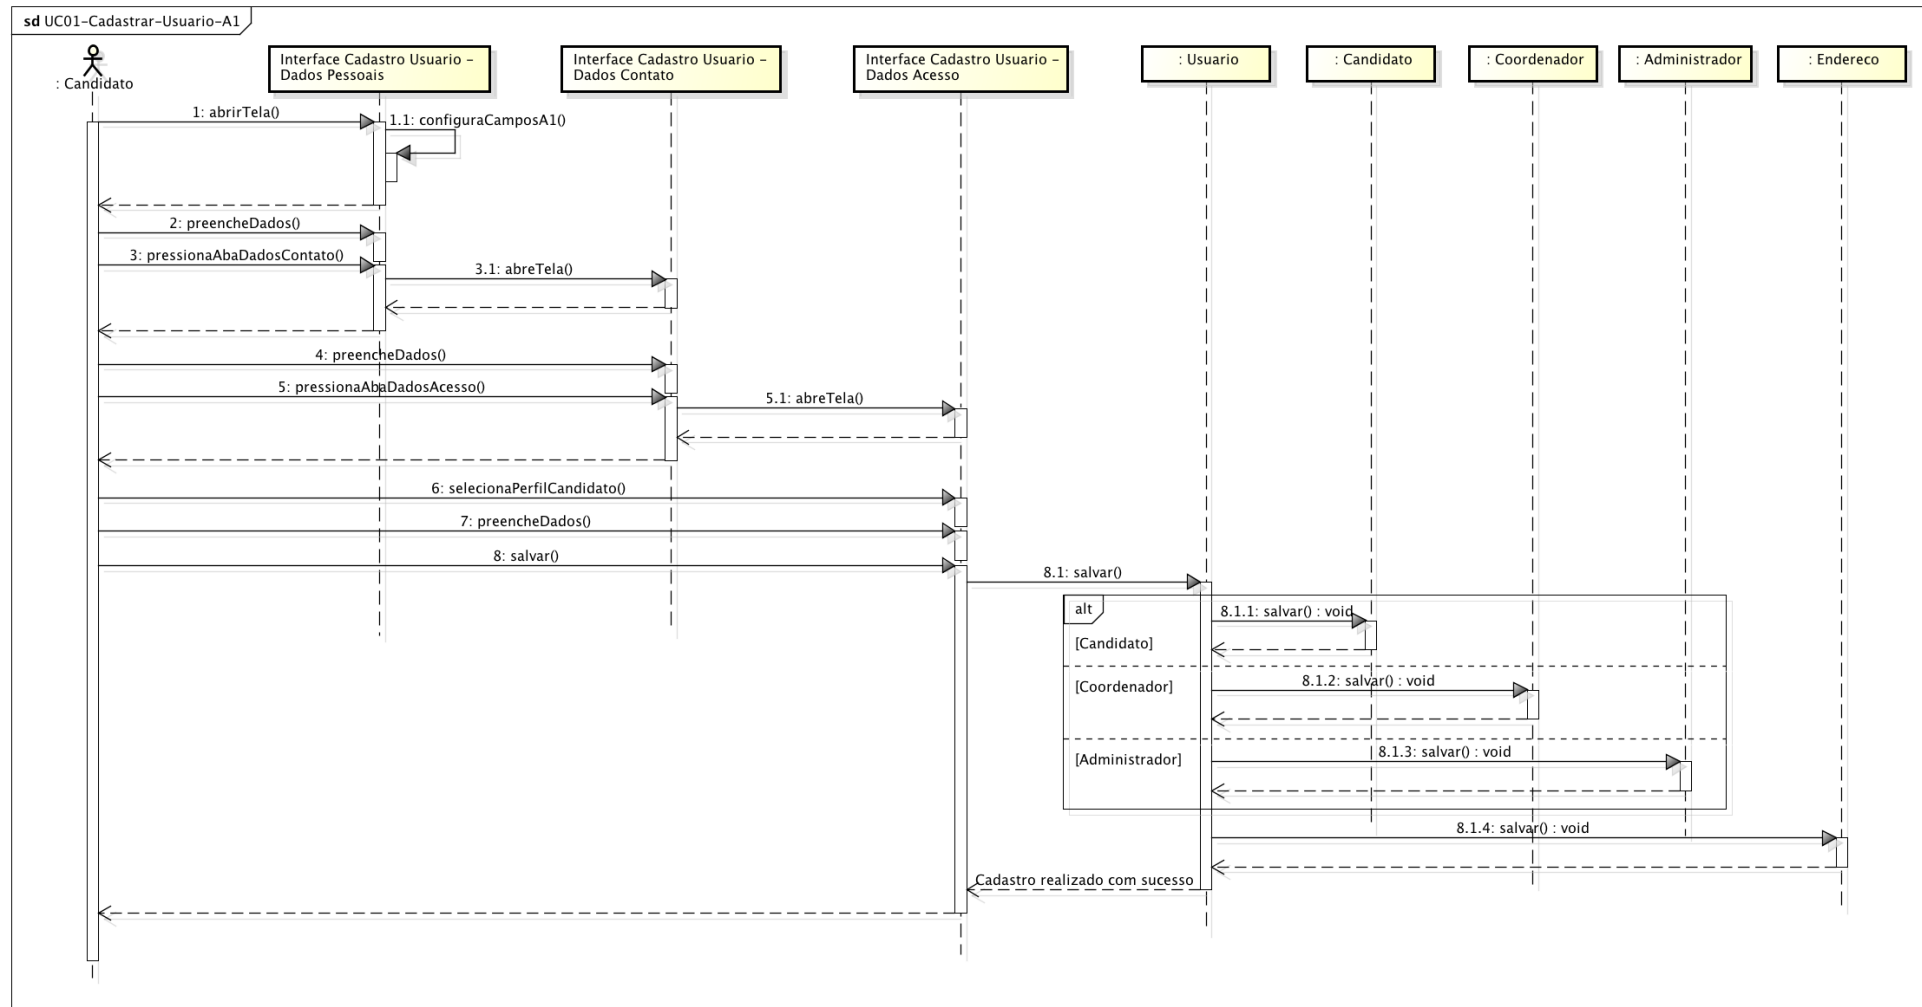 sd UC01-Cadastrar-Usuario-A1
: Candidato
Interface Cadastro Usuario –
Dados Pessoais
Interface Cadastro Usuario –
Dados Contato
Interface Cadastro Usuario –
Dados Acesso
: Usuario
: Candidato
: Coordenador
: Administrador
: Endereco
1: abrirTela()
1.1: configuraCamposA1()
2: preencheDados()
3: pressionaAbaDadosContato()
3.1: abreTela()
4: preencheDados()
5: pressionaAbaDadosAcesso()
5.1: abreTela()
6: selecionaPerfilCandidato()
7: preencheDados()
8: salvar()
8.1: salvar()
alt
8.1.1: salvar() : void
[Candidato]
8.1.2: salvar() : void
[Coordenador]
8.1.3: salvar() : void
[Administrador]
8.1.4: salvar() : void
Cadastro realizado com sucesso